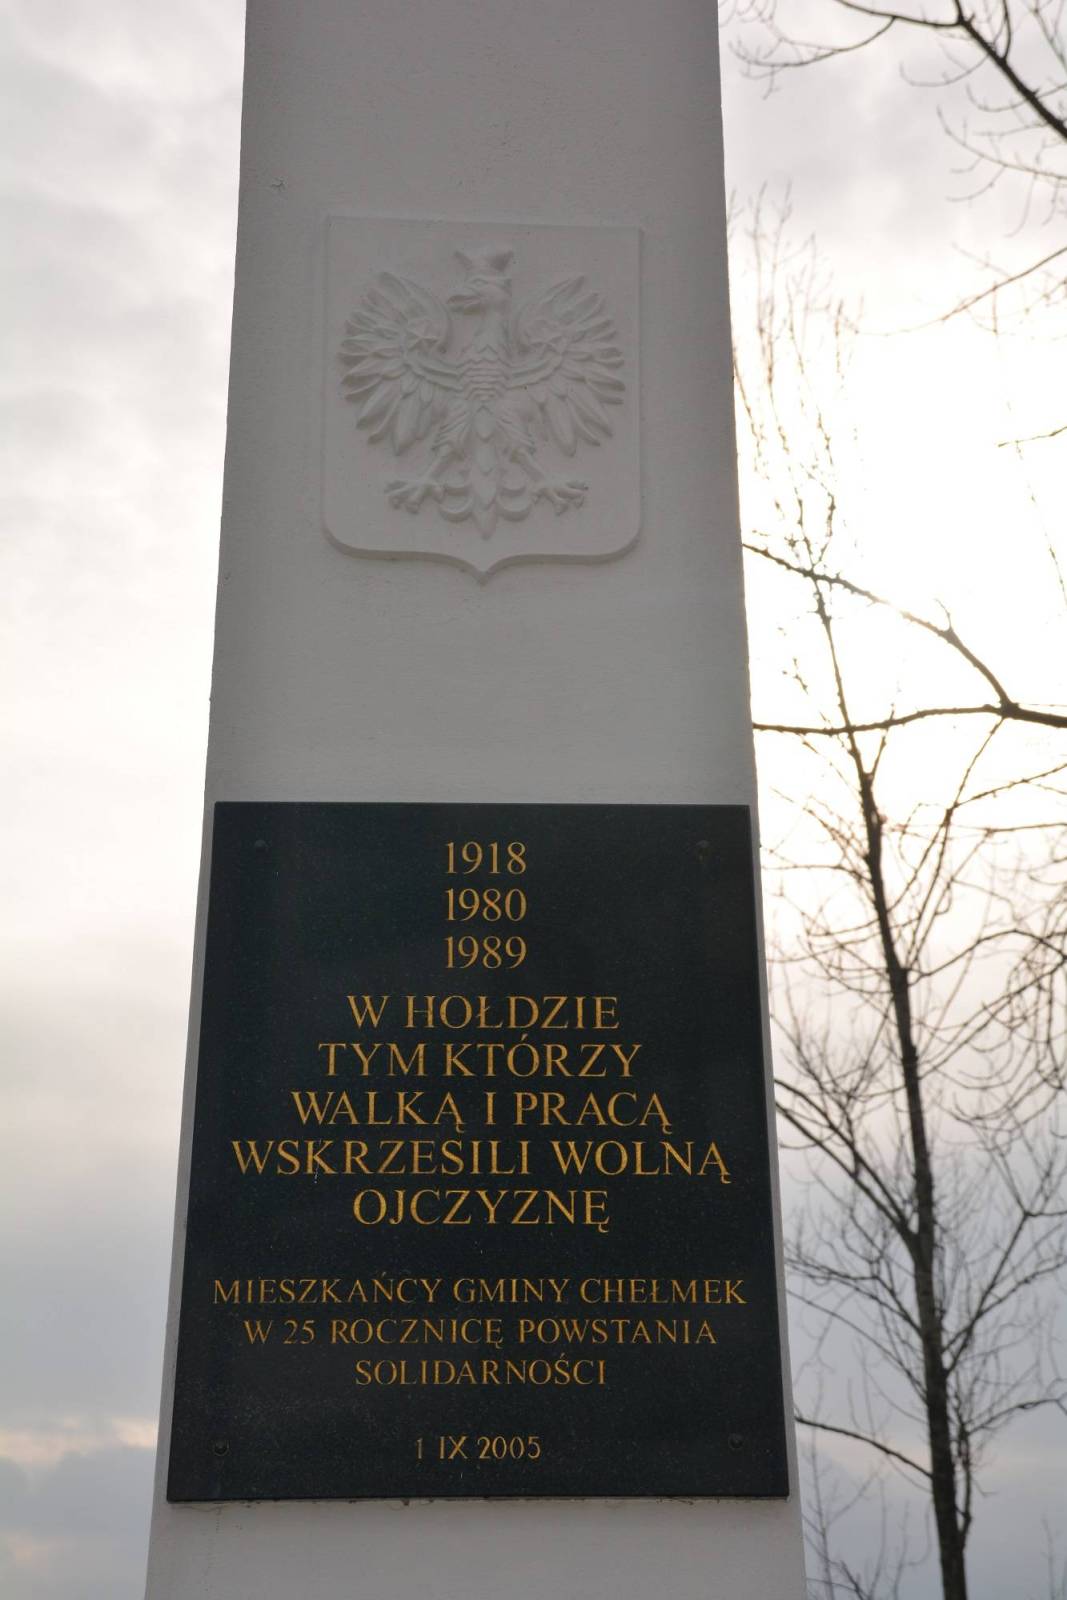 1918
1980
1989
W HOŁDZIE
TYM KTÓRZY
WALKĄ I PRACĄ
WSKRZESILI WOLNĄ
OJCZYZNĘ
MIESZKAŃCY GMINY CHEŁMEK
W 25 ROCZNICĘ POWSTANIA
SOLIDARNOŚCI
1 IX 2005